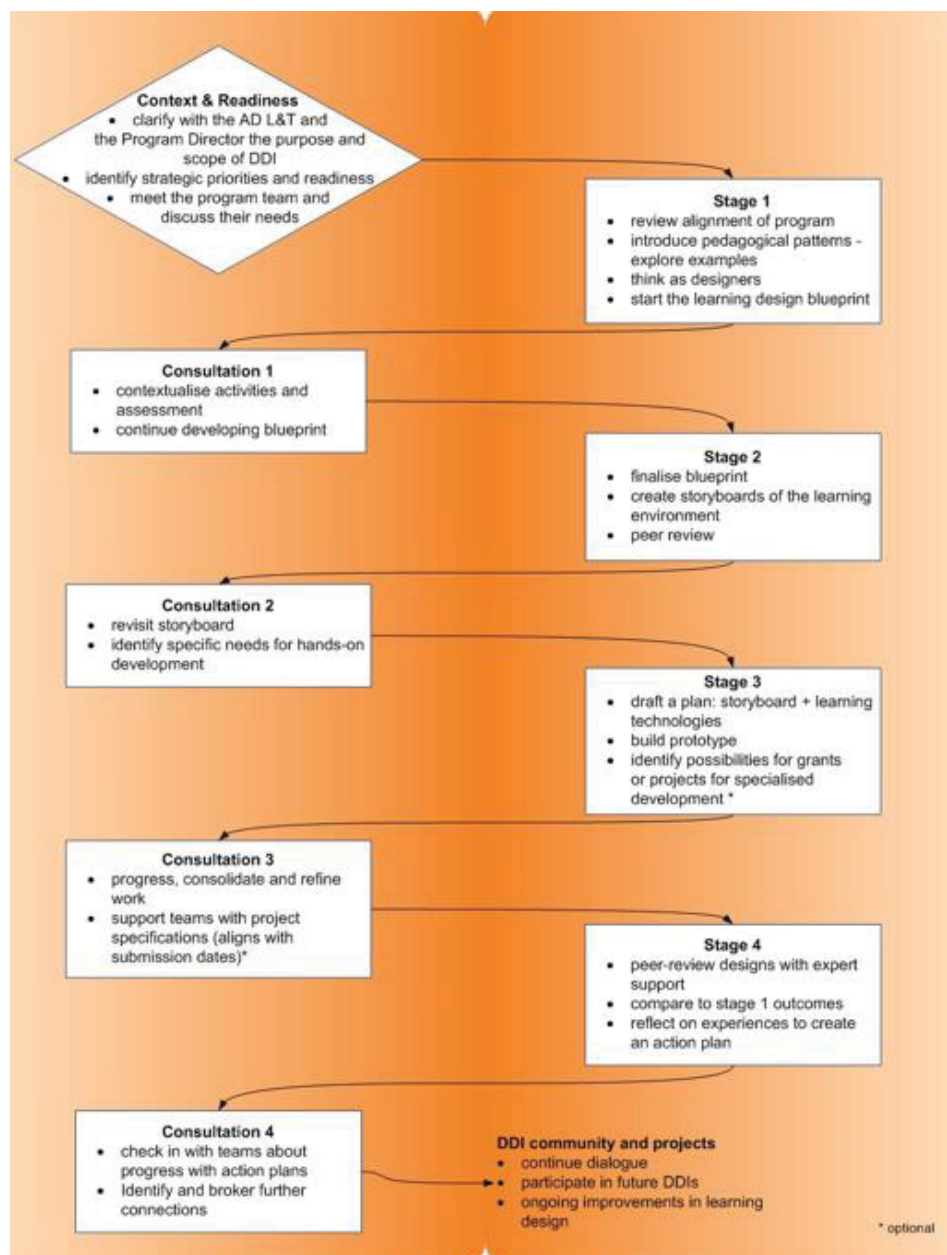 Context & Readiness
• clarify with the AD L&T and
the Program Director the purpose and
scope of DDI
• identify strategic priorities and readiness
• meet the program team and
discuss their needs
Stage 1
• review alignment of program
• introduce pedagogical patterns -
explore examples
• think as designers
• start the learning design blueprint
Consultation 1
• contextualise activities and
assessment
• continue developing blueprint
Stage 2
• finalise blueprint
• create storyboards of the learning
environment
• peer review
Consultation 2
• revisit storyboard
• identify specific needs for hands-on
development
Stage 3
• draft a plan: storyboard + learning
technologies
• build prototype
• identify possibilities for grants
or projects for specialised
development *
Consultation 3
• progress, consolidate and refine
work
• support teams with project
specifications (aligns with
submission dates)*
Stage 4
• peer-review designs with expert
support
• compare to stage 1 outcomes
• reflect on experiences to create
an action plan
Consultation 4
• check in with teams about
progress with action plans
• Identify and broker further
connections
DDI community and projects
• continue dialogue
• participate in future DDIs
• ongoing improvements in learning
design
* optional